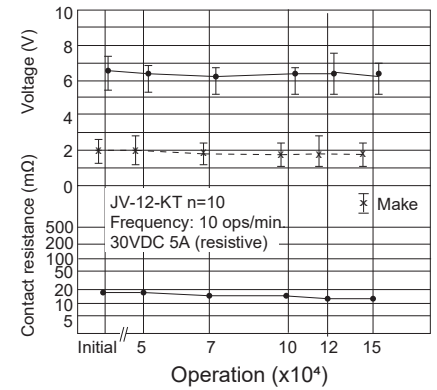 Voltage (V)
10
8
6
4
2
0
Contact resistance (mΩ)
500
200
100
50
20
10
5
JV-12-KT n=10
Frequency: 10 ops/min.
30VDC 5A (resistive)
Make
Initial 5 7 10 12 15
Operation (x10⁴)